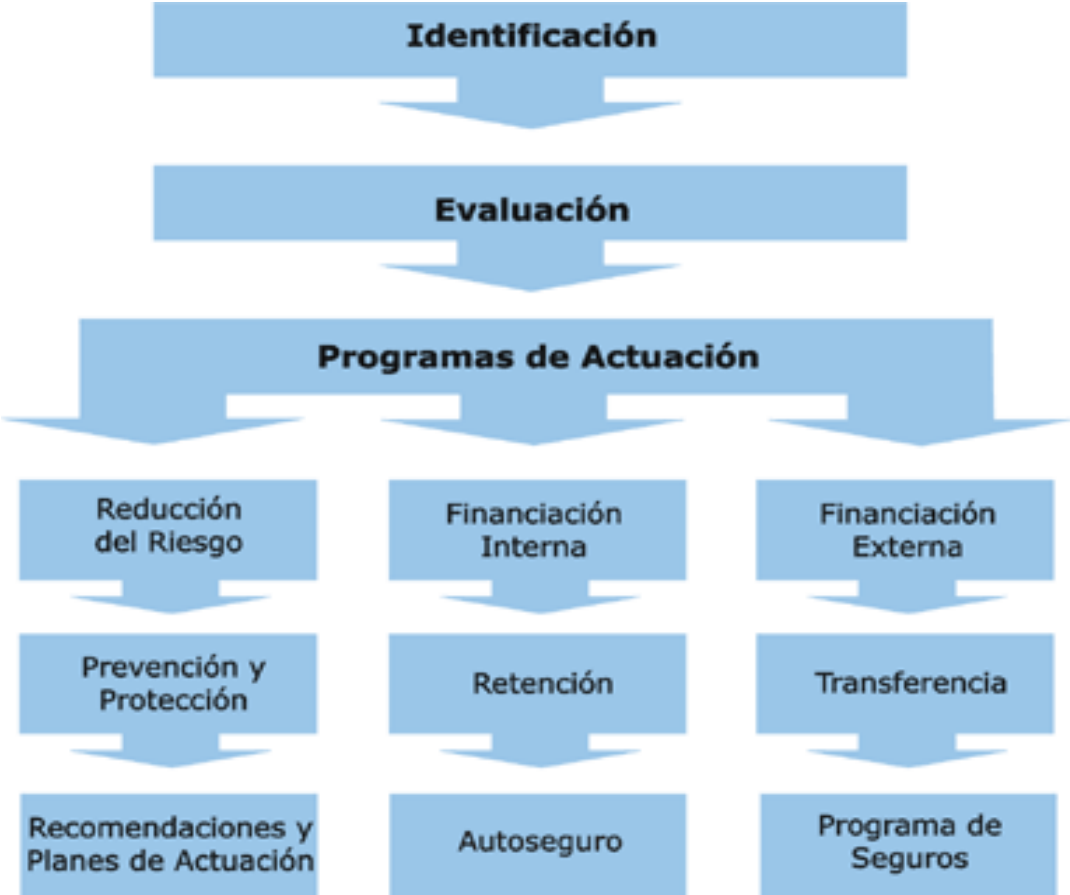 Identificación
Evaluación
Programas de Actuación
Reducción
del Riesgo
Financiación
Interna
Financiación
Externa
Prevención y
Protección
Retención
Transferencia
Recomendaciones y
Planes de Actuación
Autoseguro
Programa de
Seguros